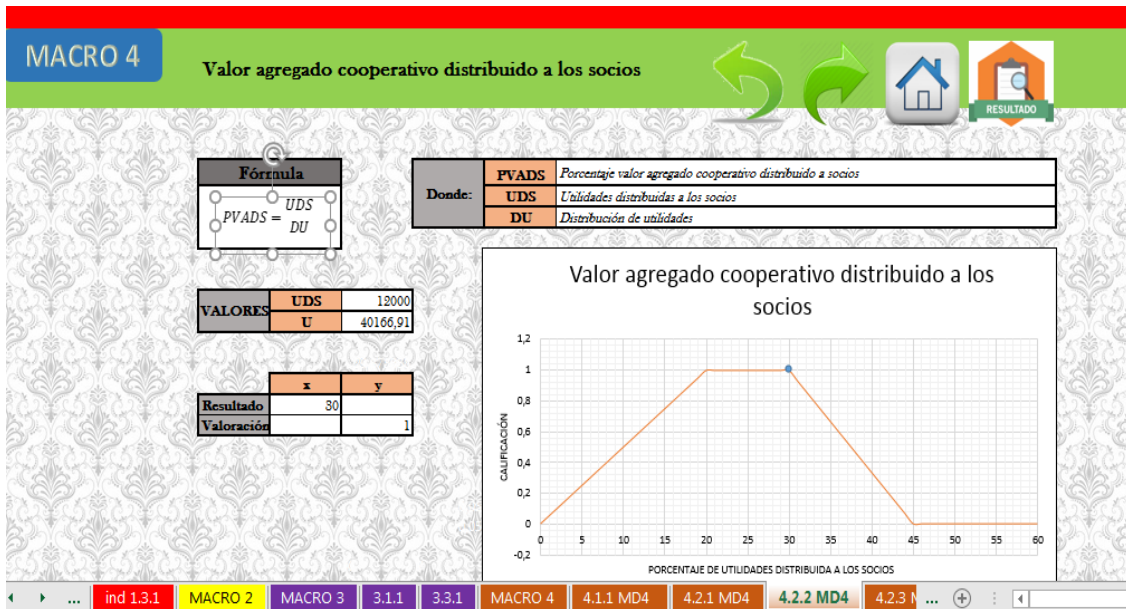 MACRO 4
Valor agregado cooperativo distribuido a los socios
RESULTADO
Fórmula
PVADS = UDS / DU
Donde:
PVADS Porcentaje valor agregado cooperativo distribuido a socios
UDS Utilidades distribuidas a los socios
DU Distribución de utilidades
VALORES
UDS 12000
U 40166,91
x y
Resultado 30
Valoración 1
Valor agregado cooperativo distribuido a los
socios
CALIFICACIÓN
1,2
1
0,8
0,6
0,4
0,2
0
-0,2
0 5 10 15 20 25 30 35 40 45 50 55 60
PORCENTAJE DE UTILIDADES DISTRIBUIDA A LOS SOCIOS
... ind 1.3.1 MACRO 2 MACRO 3 3.1.1 3.3.1 MACRO 4 4.1.1 MD4 4.2.1 MD4 4.2.2 MD4 4.2.3 ...